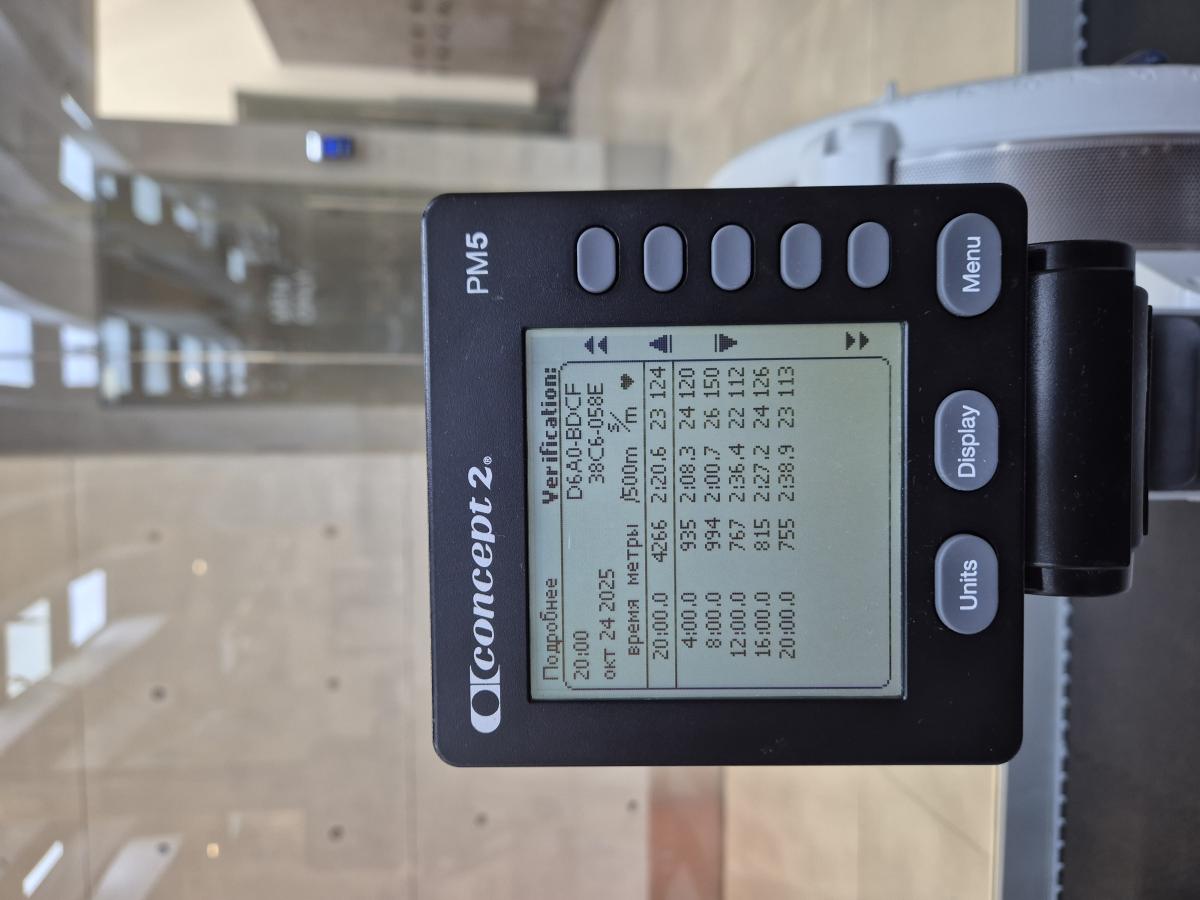 concept 2® PM5
Подробнее Verification:
20:00 D6A0-BDCF
окт 24 2025 38C6-058E
время метры /500m s/m ♥
20:00.0 4266 2:20.6 23 124
4:00.0 935 2:08.3 24 120
8:00.0 994 2:00.7 26 150
12:00.0 767 2:36.4 22 112
16:00.0 815 2:27.2 24 126
20:00.0 755 2:38.9 23 113
Units Display Menu